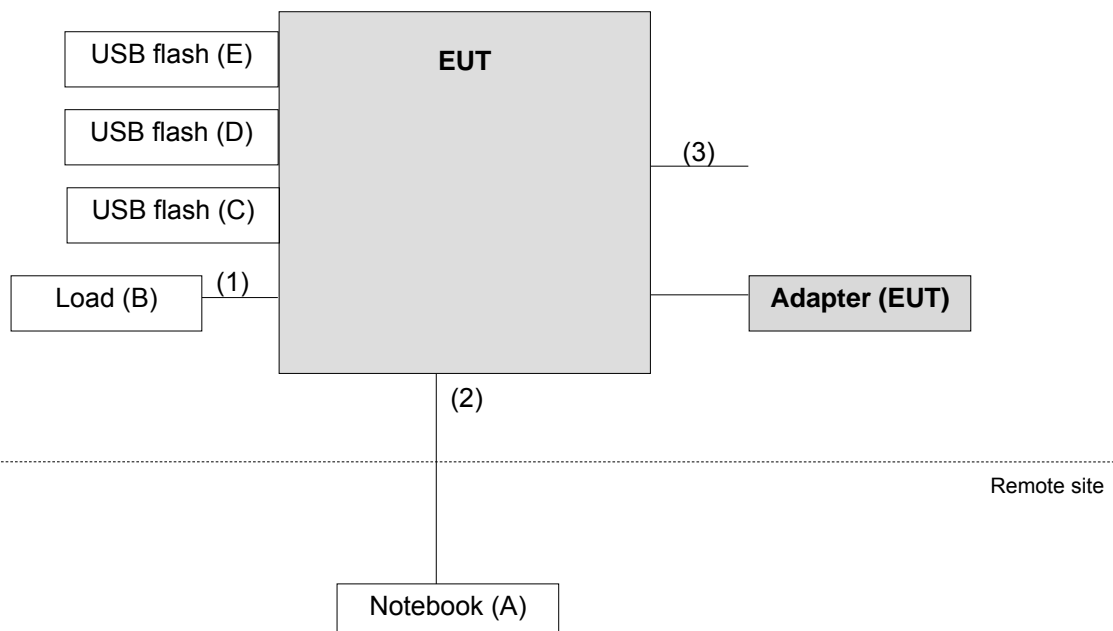 USB flash (E)
EUT
USB flash (D)
(3)
USB flash (C)
(1)
Load (B)
Adapter (EUT)
(2)
Remote site
Notebook (A)